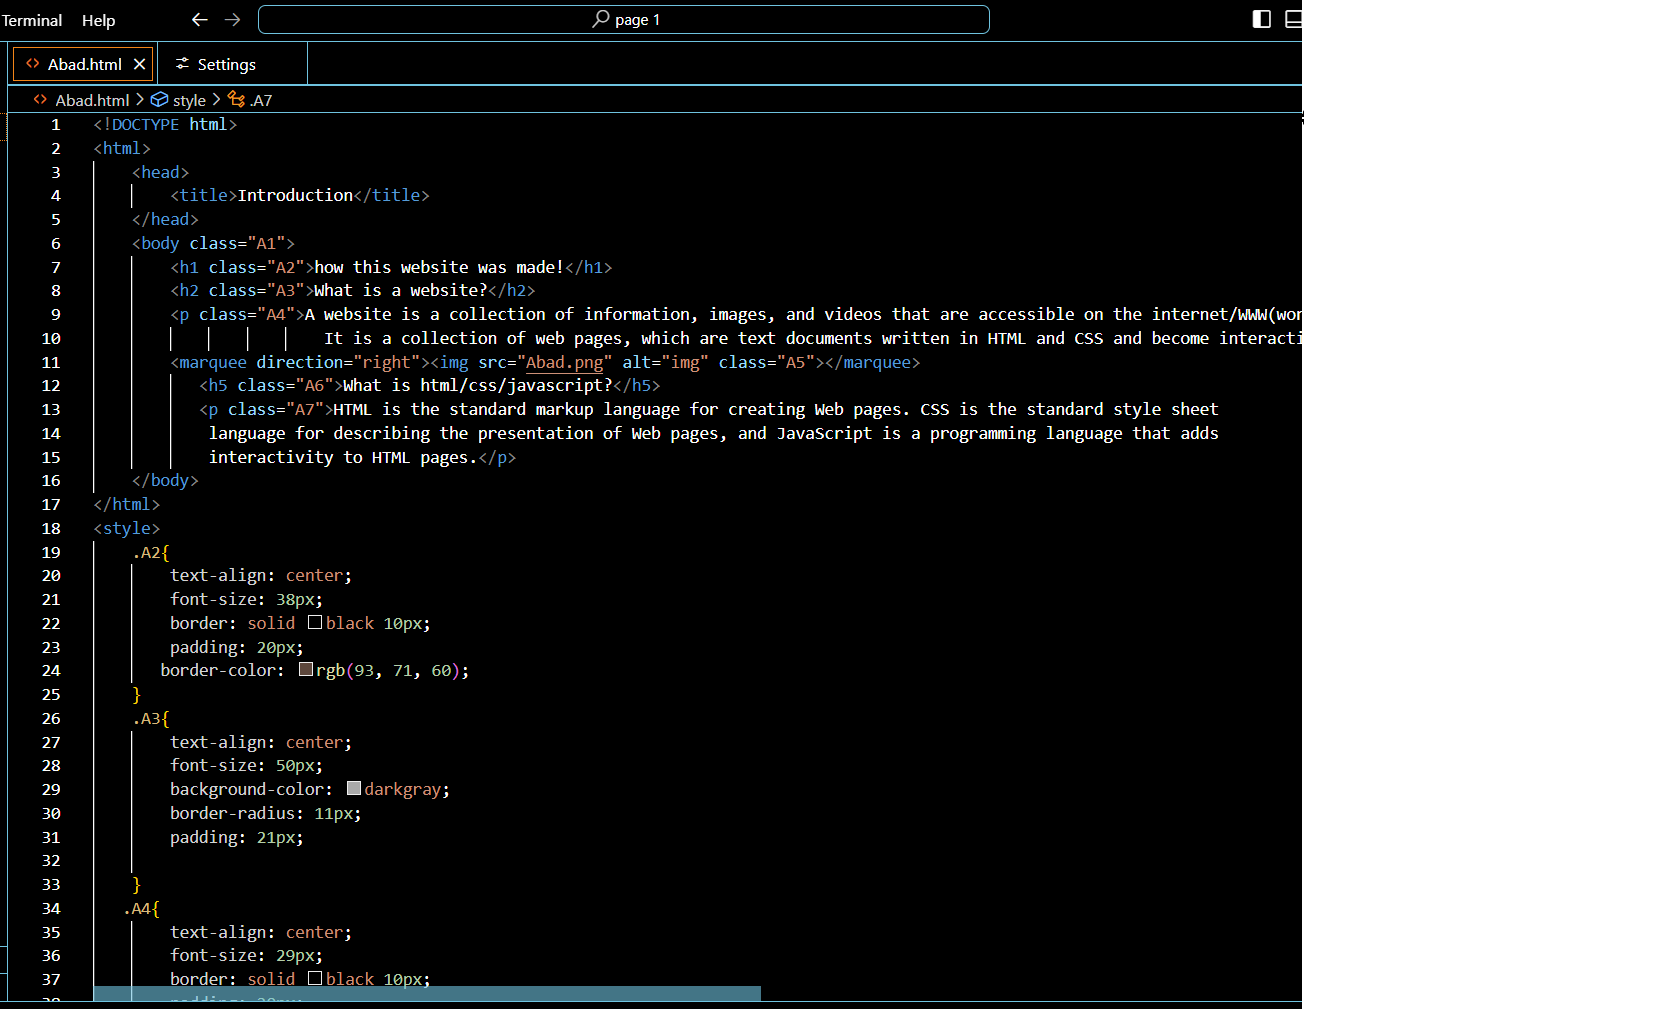 Terminal Help page 1
Abad.html Settings
Abad.html > style > .A7
1 <!DOCTYPE html>
2 <html>
3 <head>
4 <title>Introduction</title>
5 </head>
6 <body class="A1">
7 <h1 class="A2">how this website was made!</h1>
8 <h2 class="A3">What is a website?</h2>
9 <p class="A4">A website is a collection of information, images, and videos that are accessible on the internet/WWW(wor
10 It is a collection of web pages, which are text documents written in HTML and CSS and become interacti
11 <marquee direction="right"><img src="Abad.png" alt="img" class="A5"></marquee>
12 <h5 class="A6">What is html/css/javascript?</h5>
13 <p class="A7">HTML is the standard markup language for creating Web pages. CSS is the standard style sheet
14 language for describing the presentation of Web pages, and JavaScript is a programming language that adds
15 interactivity to HTML pages.</p>
16 </body>
17 </html>
18 <style>
19 .A2{
20 text-align: center;
21 font-size: 38px;
22 border: solid black 10px;
23 padding: 20px;
24 border-color: rgb(93, 71, 60);
25 }
26 .A3{
27 text-align: center;
28 font-size: 50px;
29 background-color: darkgray;
30 border-radius: 11px;
31 padding: 21px;
32
33 }
34 .A4{
35 text-align: center;
36 font-size: 29px;
37 border: solid black 10px;